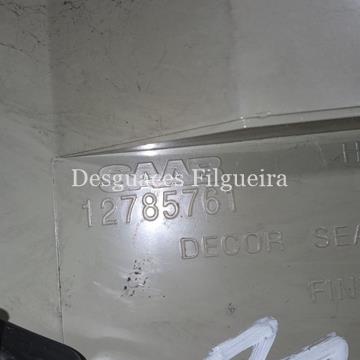 SAAB
Desguaces Filgueira
12785761
DECOR SEA
FIN